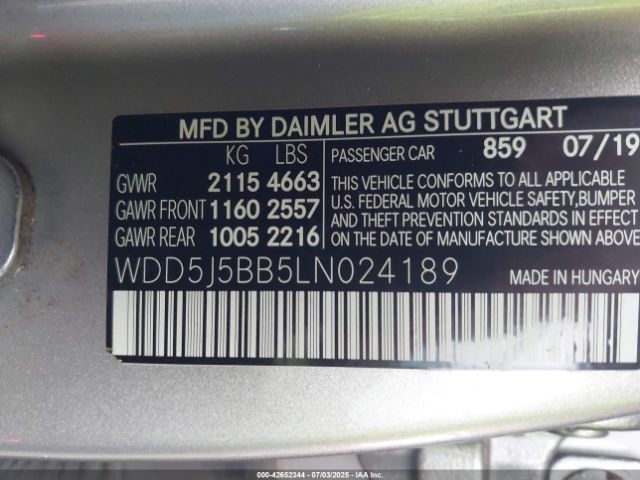 MFD BY DAIMLER AG STUTTGART
KG LBS
PASSENGER CAR 859 07/19
GVWR 2115 4663
GAWR FRONT 1160 2557
GAWR REAR 1005 2216
THIS VEHICLE CONFORMS TO ALL APPLICABLE
U.S. FEDERAL MOTOR VEHICLE SAFETY,BUMPER
AND THEFT PREVENTION STANDARDS IN EFFECT
ON THE DATE OF MANUFACTURE SHOWN ABOVE
WDD5J5BB5LN024189
MADE IN HUNGARY
000-42652344 | 07/03/2025 | IAAI.COM